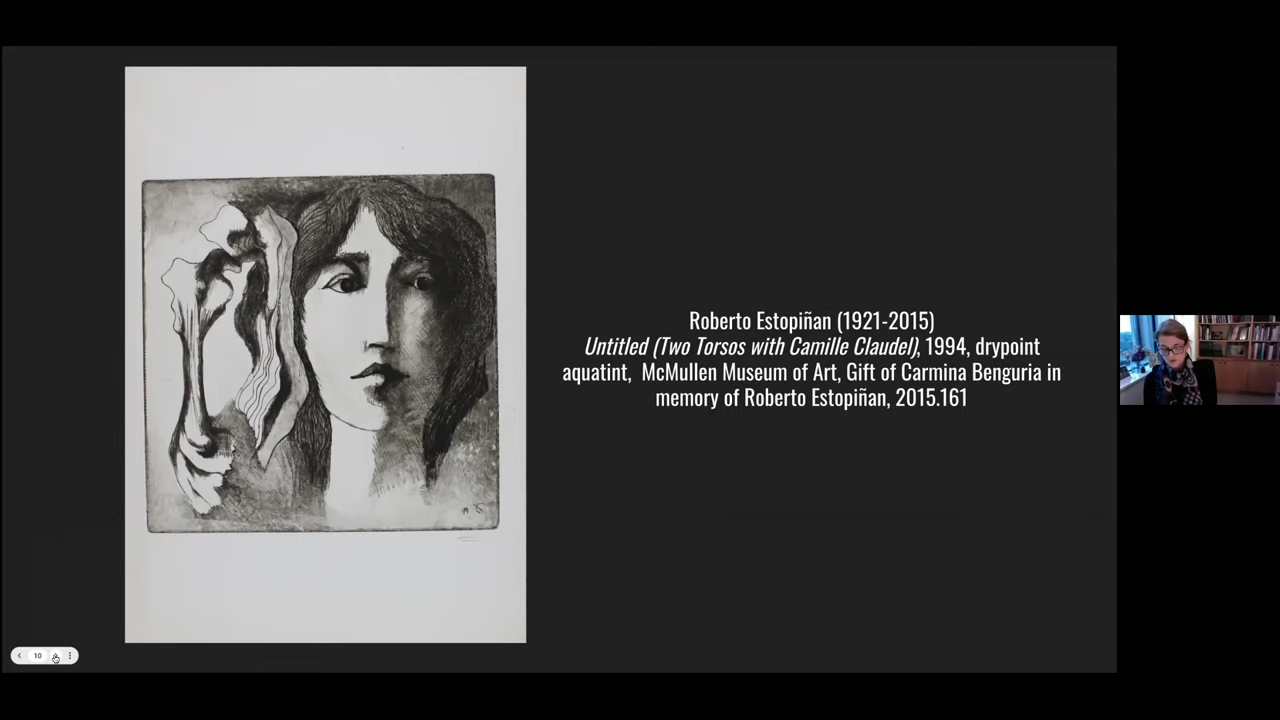 Roberto Estopiñan (1921-2015)
Untitled (Two Torsos with Camille Claudel), 1994, drypoint
aquatint, McMullen Museum of Art, Gift of Carmina Benguria in
memory of Roberto Estopiñan, 2015.161
10